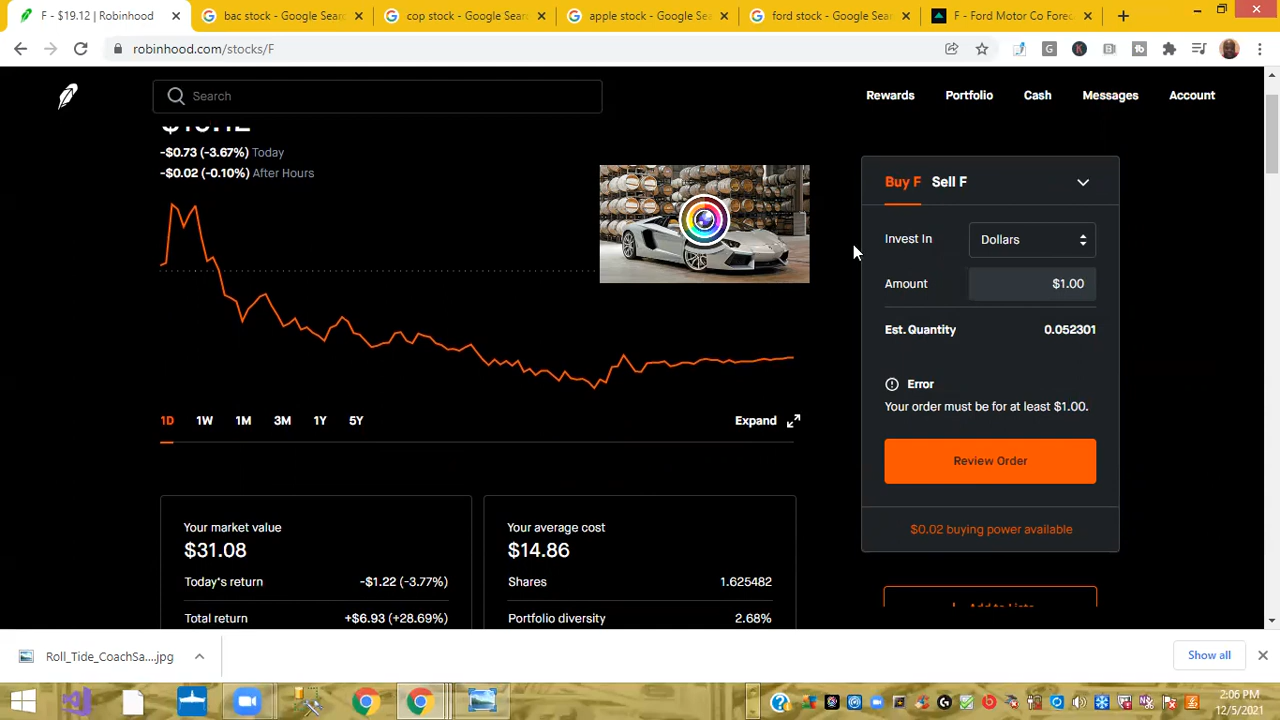 F - $19.12 | Robinhood
bac stock - Google Sear
cop stock - Google Sear
apple stock - Google Sea
ford stock - Google Sear
F - Ford Motor Co Forec
robinhood.com/stocks/F
Search
Rewards
Portfolio
Cash
Messages
Account
-$0.73 (-3.67%) Today
-$0.02 (-0.10%) After Hours
Buy F
Sell F
Invest In
Dollars
Amount
$1.00
Est. Quantity
0.052301
Error
Your order must be for at least $1.00.
Review Order
$0.02 buying power available
1D
1W
1M
3M
1Y
5Y
Expand
Your market value
$31.08
Today's return
-$1.22 (-3.77%)
Total return
+$6.93 (+28.69%)
Your average cost
$14.86
Shares
1.625482
Portfolio diversity
2.68%
Roll_Tide_CoachSa....jpg
Show all
2:06 PM
12/5/2021